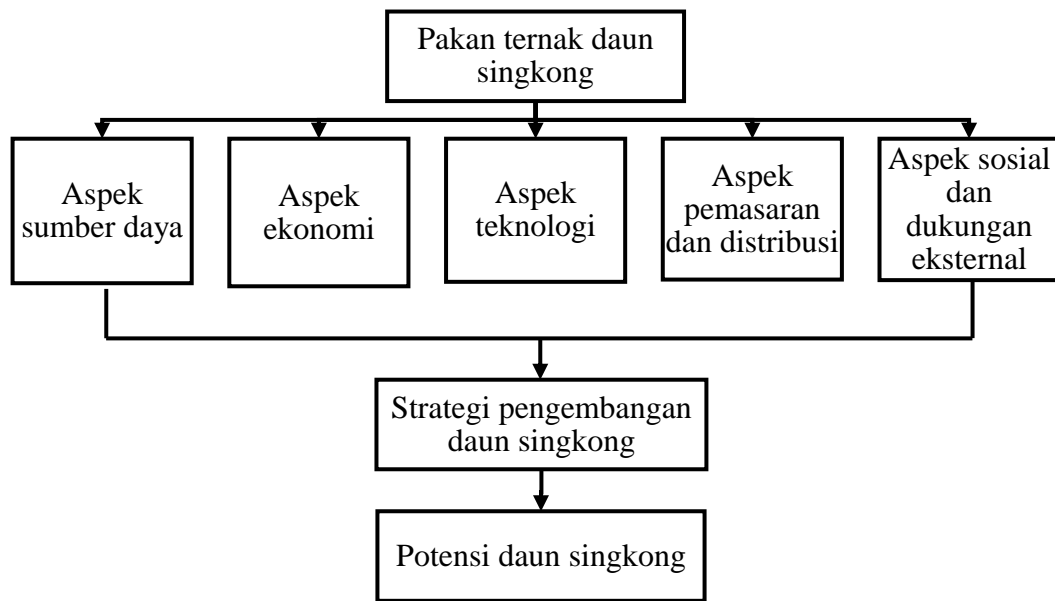 Pakan ternak daun
singkong
Aspek
sumber daya
Aspek
ekonomi
Aspek
teknologi
Aspek
pemasaran
dan distribusi
Aspek sosial
dan
dukungan
eksternal
Strategi pengembangan
daun singkong
Potensi daun singkong